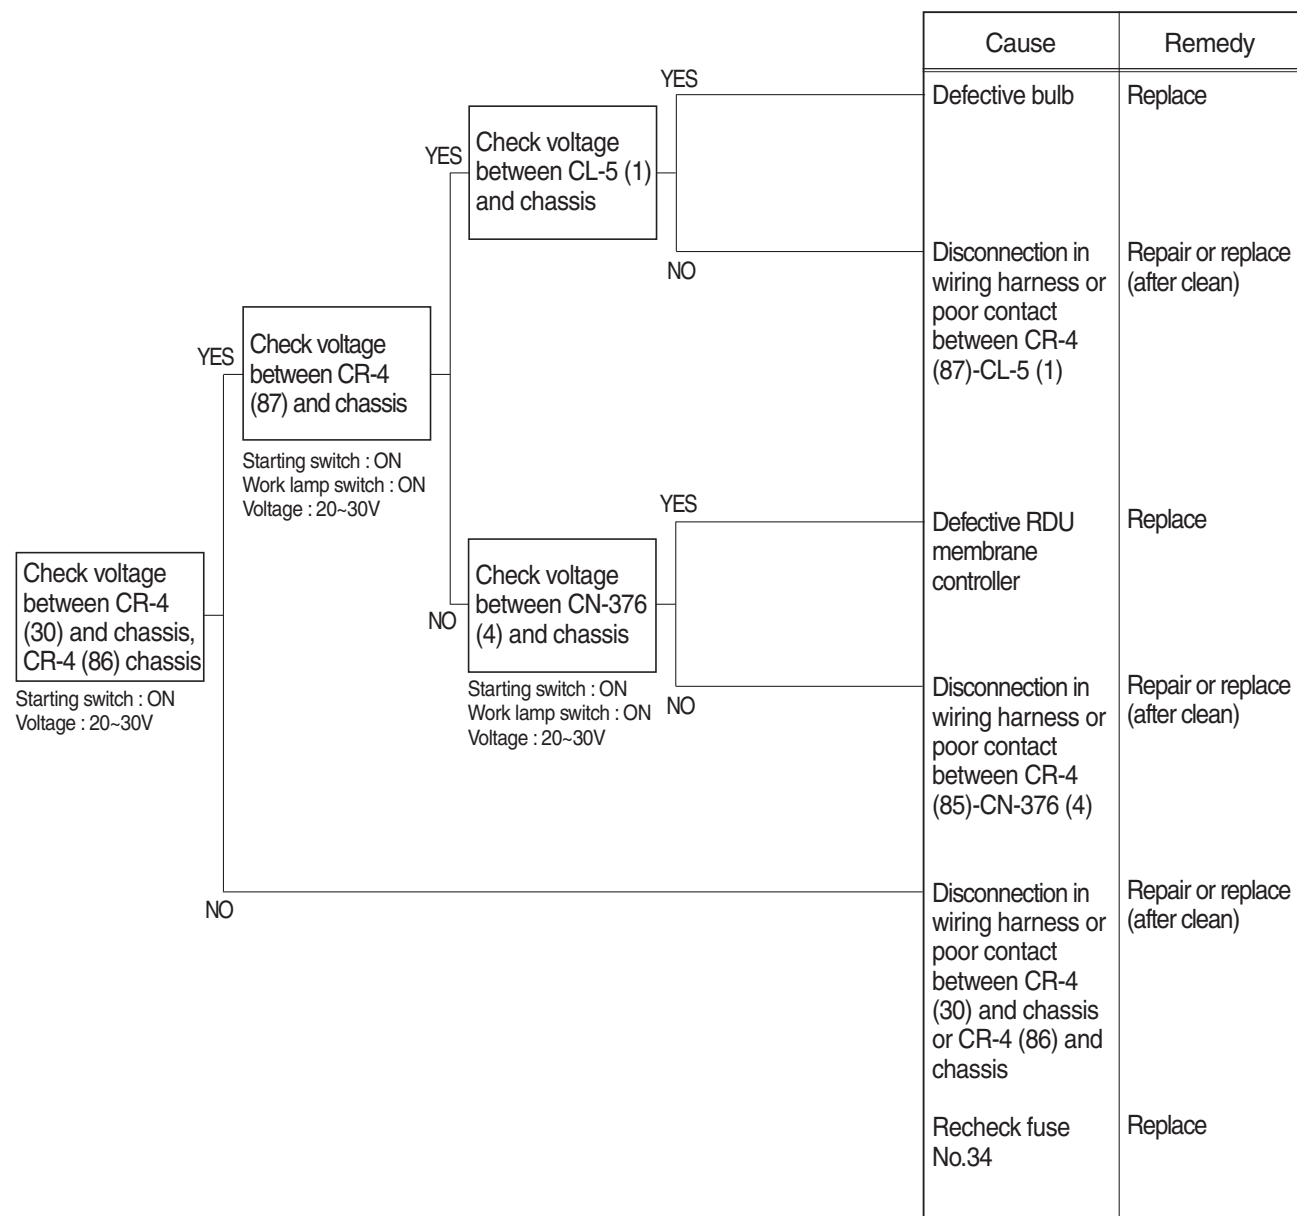 Cause
Remedy
YES
Defective bulb
Replace
Check voltage
between CL-5 (1)
and chassis
YES
NO
Disconnection in
wiring harness or
poor contact
between CR-4
(87)-CL-5 (1)
Repair or replace
(after clean)
YES
Check voltage
between CR-4
(87) and chassis
Starting switch : ON
Work lamp switch : ON
Voltage : 20~30V
YES
Defective RDU
membrane
controller
Replace
NO
Check voltage
between CN-376
(4) and chassis
Starting switch : ON
Work lamp switch : ON
Voltage : 20~30V
NO
Disconnection in
wiring harness or
poor contact
between CR-4
(85)-CN-376 (4)
Repair or replace
(after clean)
Check voltage
between CR-4
(30) and chassis,
CR-4 (86) chassis
Starting switch : ON
Voltage : 20~30V
NO
Disconnection in
wiring harness or
poor contact
between CR-4
(30) and chassis
or CR-4 (86) and
chassis
Repair or replace
(after clean)
Recheck fuse
No.34
Replace